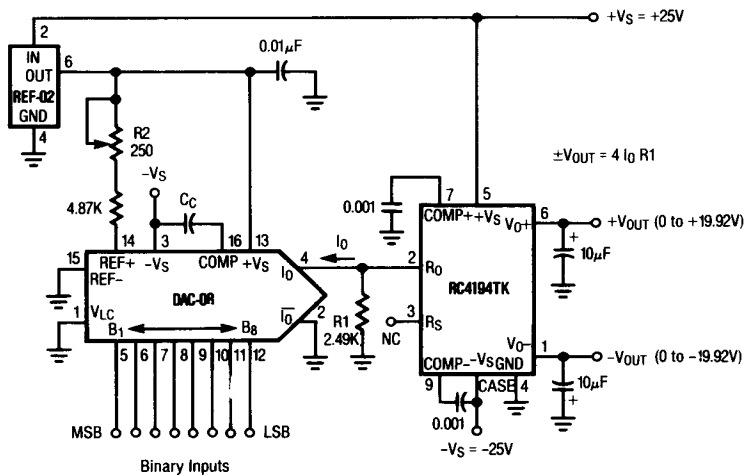 +VS = +25V
2
IN
OUT
REF-02
GND
6
4
0.01µF
R2
250
4.87K
-VS
CC
14
3
16
13
REF+
-VS
COMP
+VS
15
REF-
DAC-08
IO
4
IO
1
VLC
IO
2
B1
B8
5
6
7
8
9
10
11
12
MSB
LSB
Binary Inputs
R1
2.49K
NC
±VOUT = 4 IO R1
0.001
7
5
COMP+
+VS
VO+
6
+VOUT (0 to +19.92V)
+
10µF
2
RO
RC4194TK
3
RS
VO-
1
-VOUT (0 to -19.92V)
COMP-
-VS
GND
9
CASE
4
10µF
+
0.001
-VS = -25V